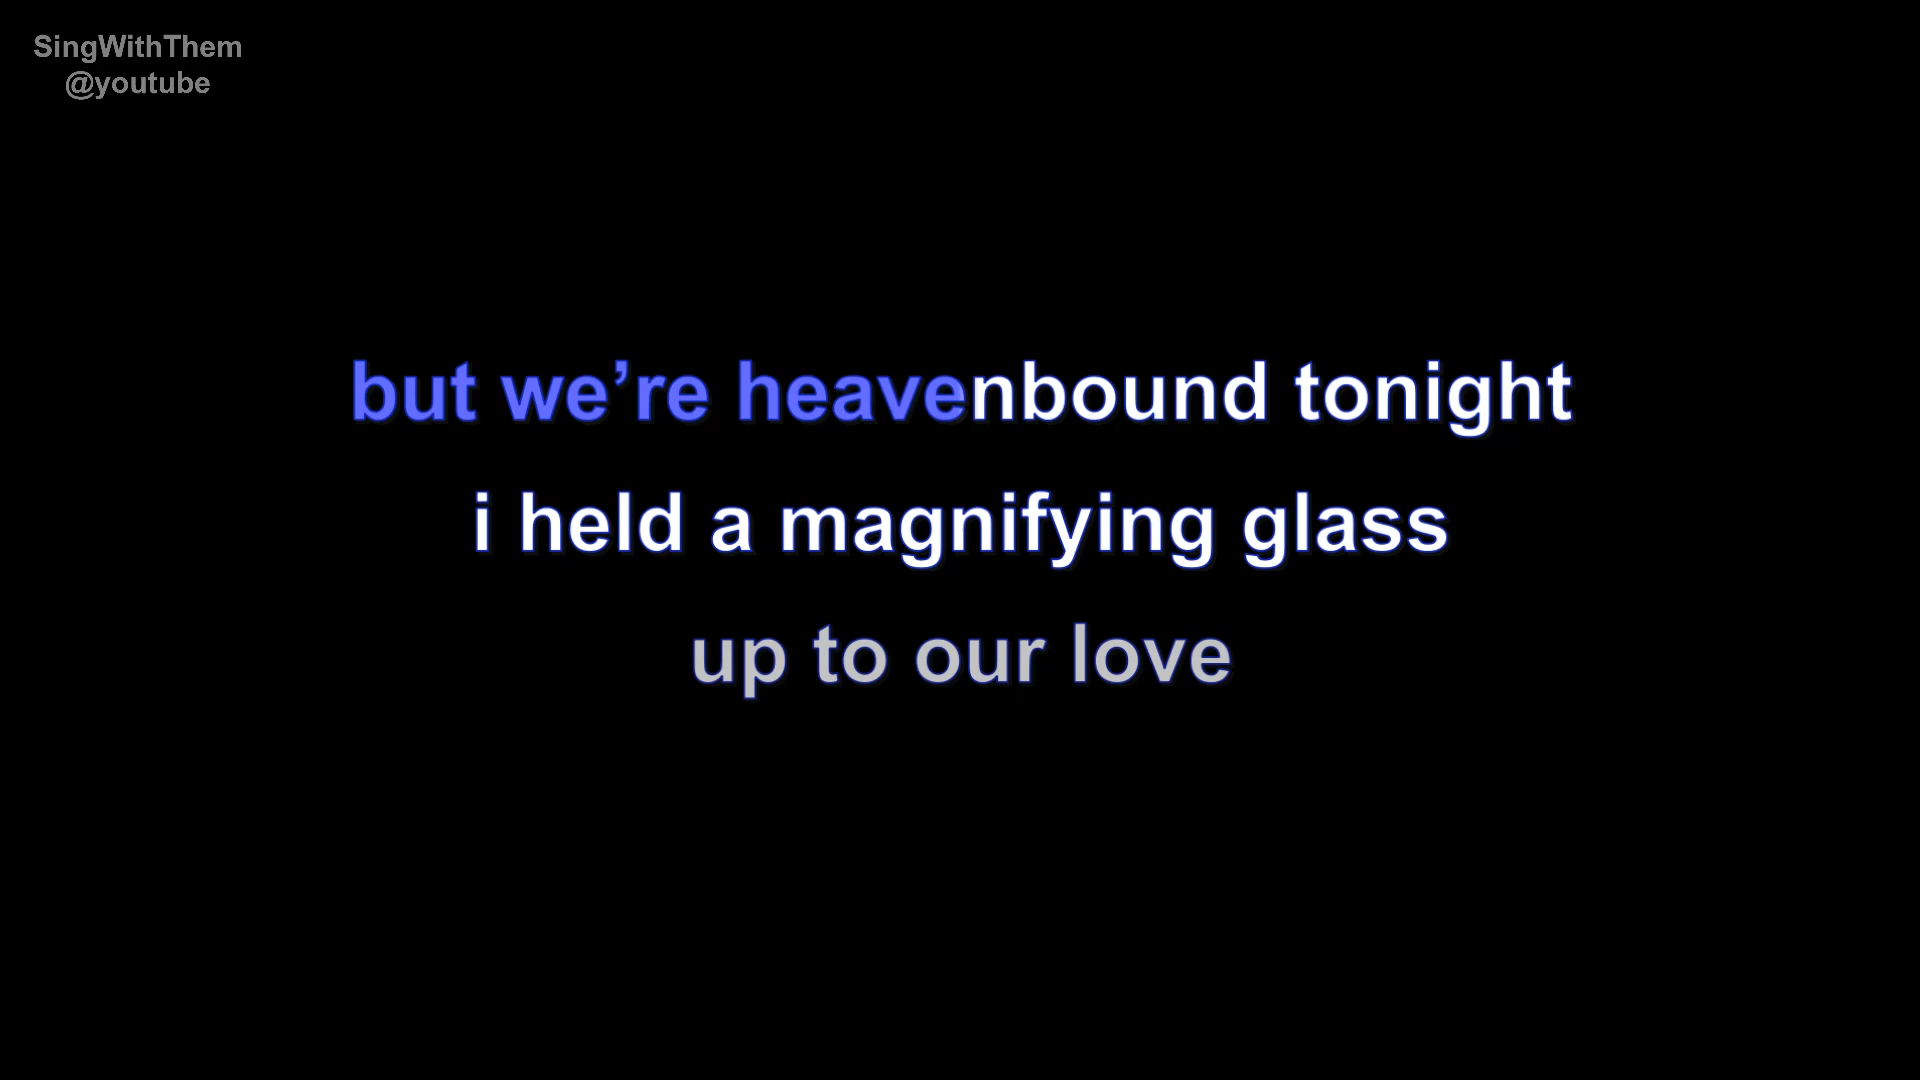 SingWithThem
@youtube
but we’re heavenbound tonight
i held a magnifying glass
up to our love